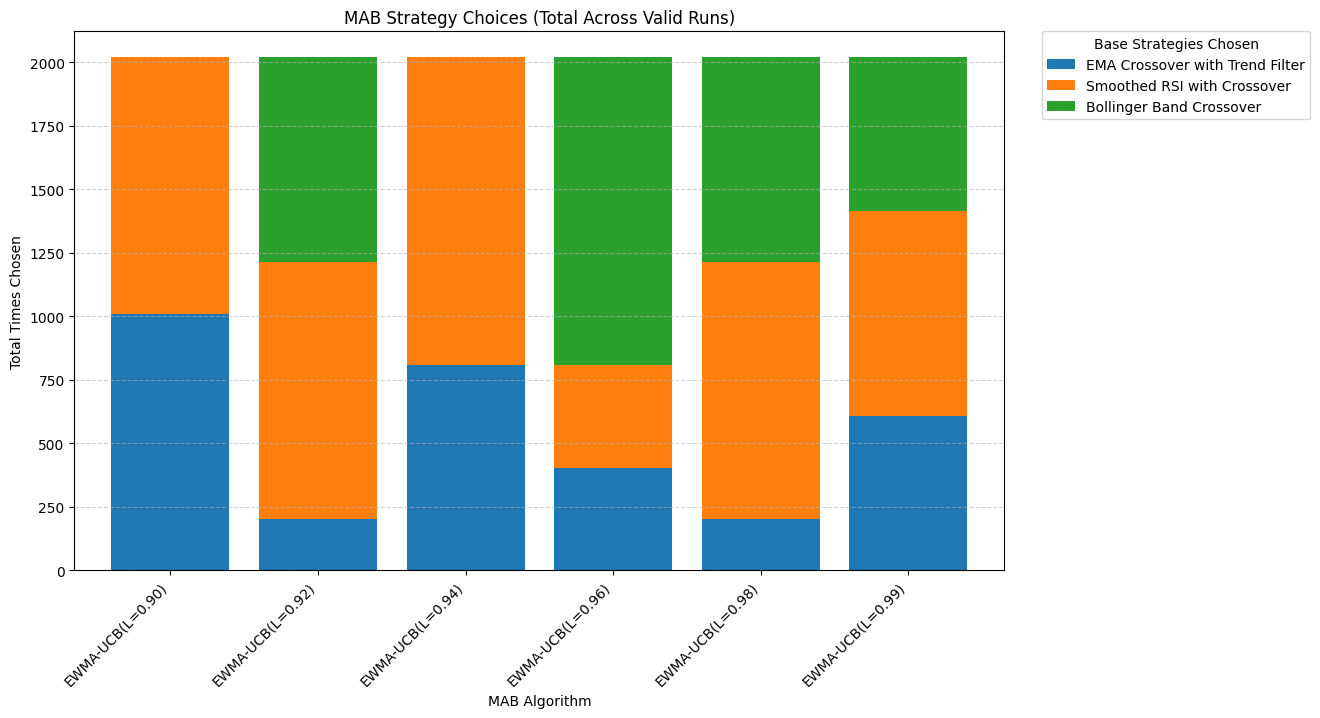 MAB Strategy Choices (Total Across Valid Runs)
Base Strategies Chosen
EMA Crossover with Trend Filter
Smoothed RSI with Crossover
Bollinger Band Crossover
Total Times Chosen
2000
1750
1500
1250
1000
750
500
250
0
EWMA-UCB(L=0.90)
EWMA-UCB(L=0.92)
EWMA-UCB(L=0.94)
EWMA-UCB(L=0.96)
EWMA-UCB(L=0.98)
EWMA-UCB(L=0.99)
MAB Algorithm